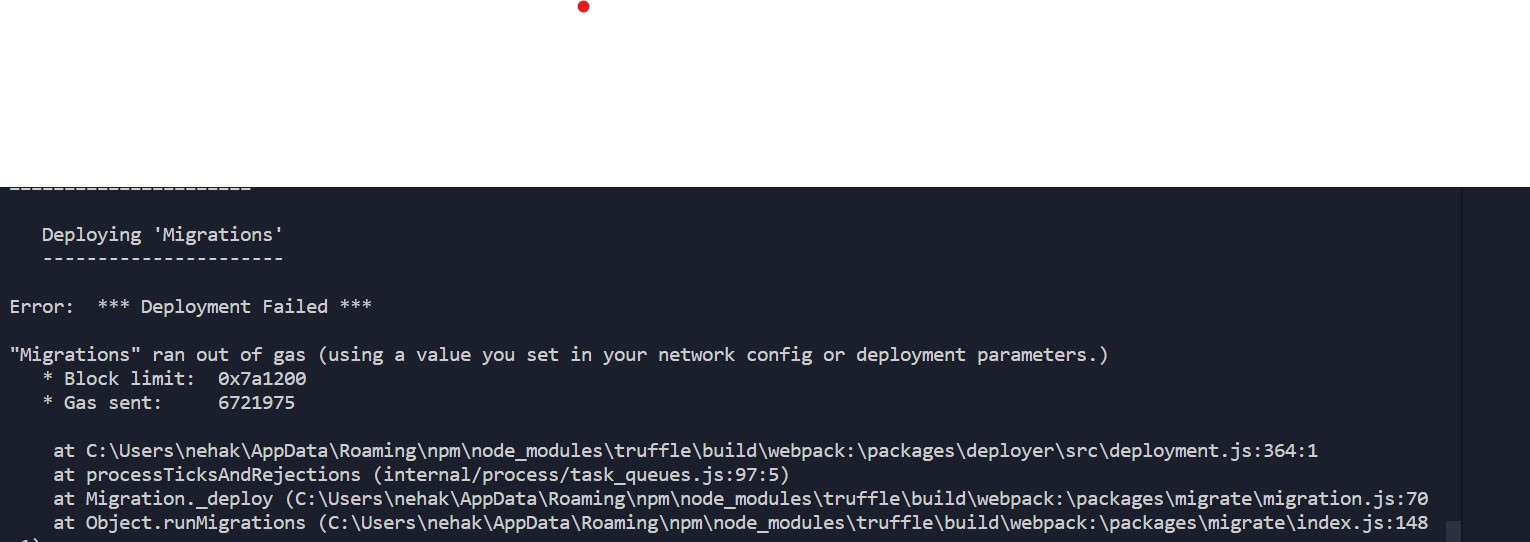 ======================
Deploying 'Migrations'
----------------------
Error:  *** Deployment Failed ***
"Migrations" ran out of gas (using a value you set in your network config or deployment parameters.)
* Block limit:  0x7a1200
* Gas sent:     6721975
at C:\Users\nehak\AppData\Roaming\npm\node_modules\truffle\build\webpack:\packages\deployer\src\deployment.js:364:1
at processTicksAndRejections (internal/process/task_queues.js:97:5)
at Migration._deploy (C:\Users\nehak\AppData\Roaming\npm\node_modules\truffle\build\webpack:\packages\migrate\migration.js:70
at Object.runMigrations (C:\Users\nehak\AppData\Roaming\npm\node_modules\truffle\build\webpack:\packages\migrate\index.js:148